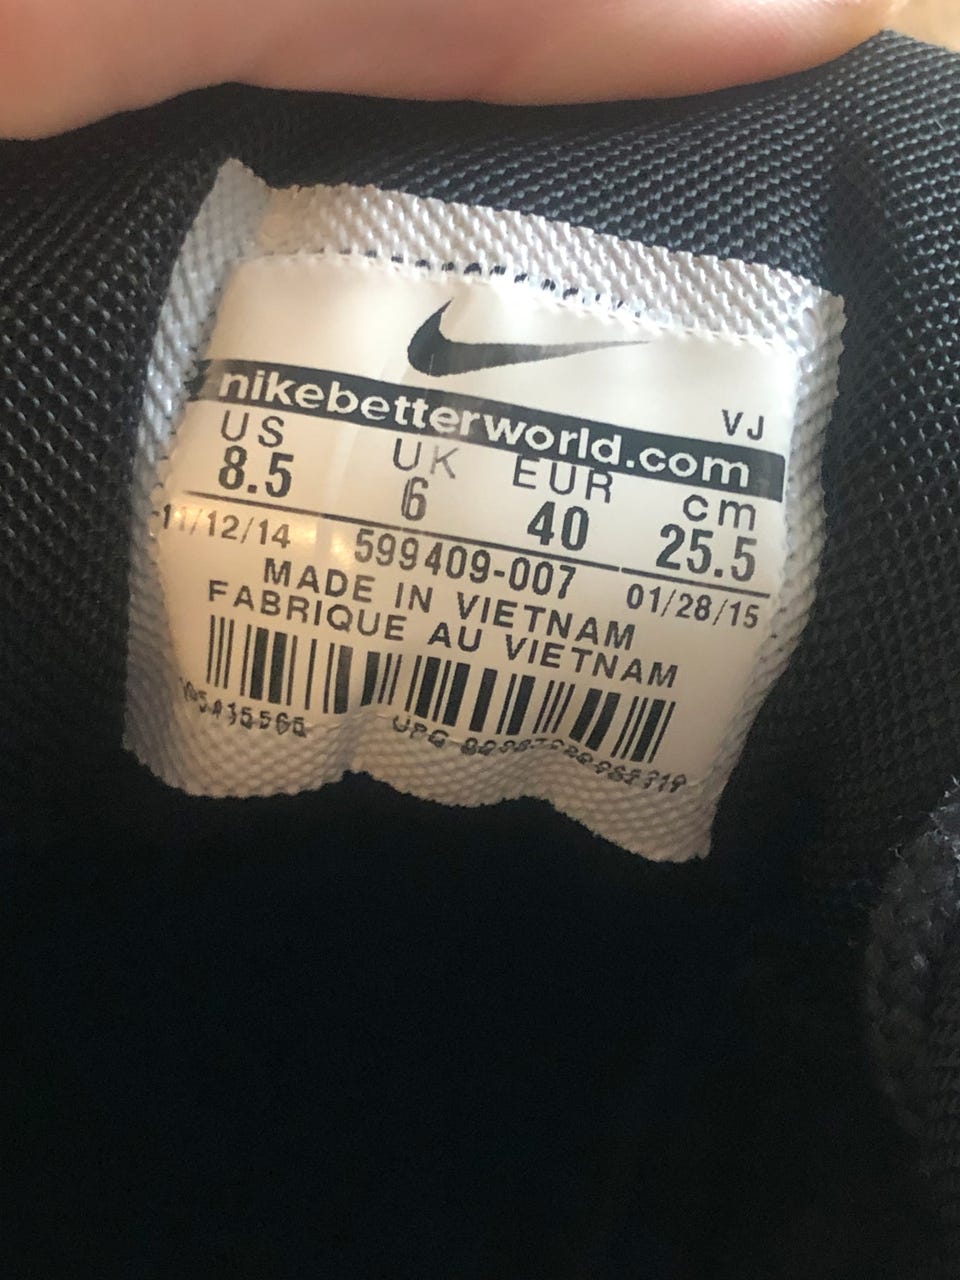 nikebetterworld.com
VJ
US UK EUR cm
8.5 6 40 25.5
11/12/14 599409-007 01/28/15
MADE IN VIETNAM
FABRIQUE AU VIETNAM
UPC